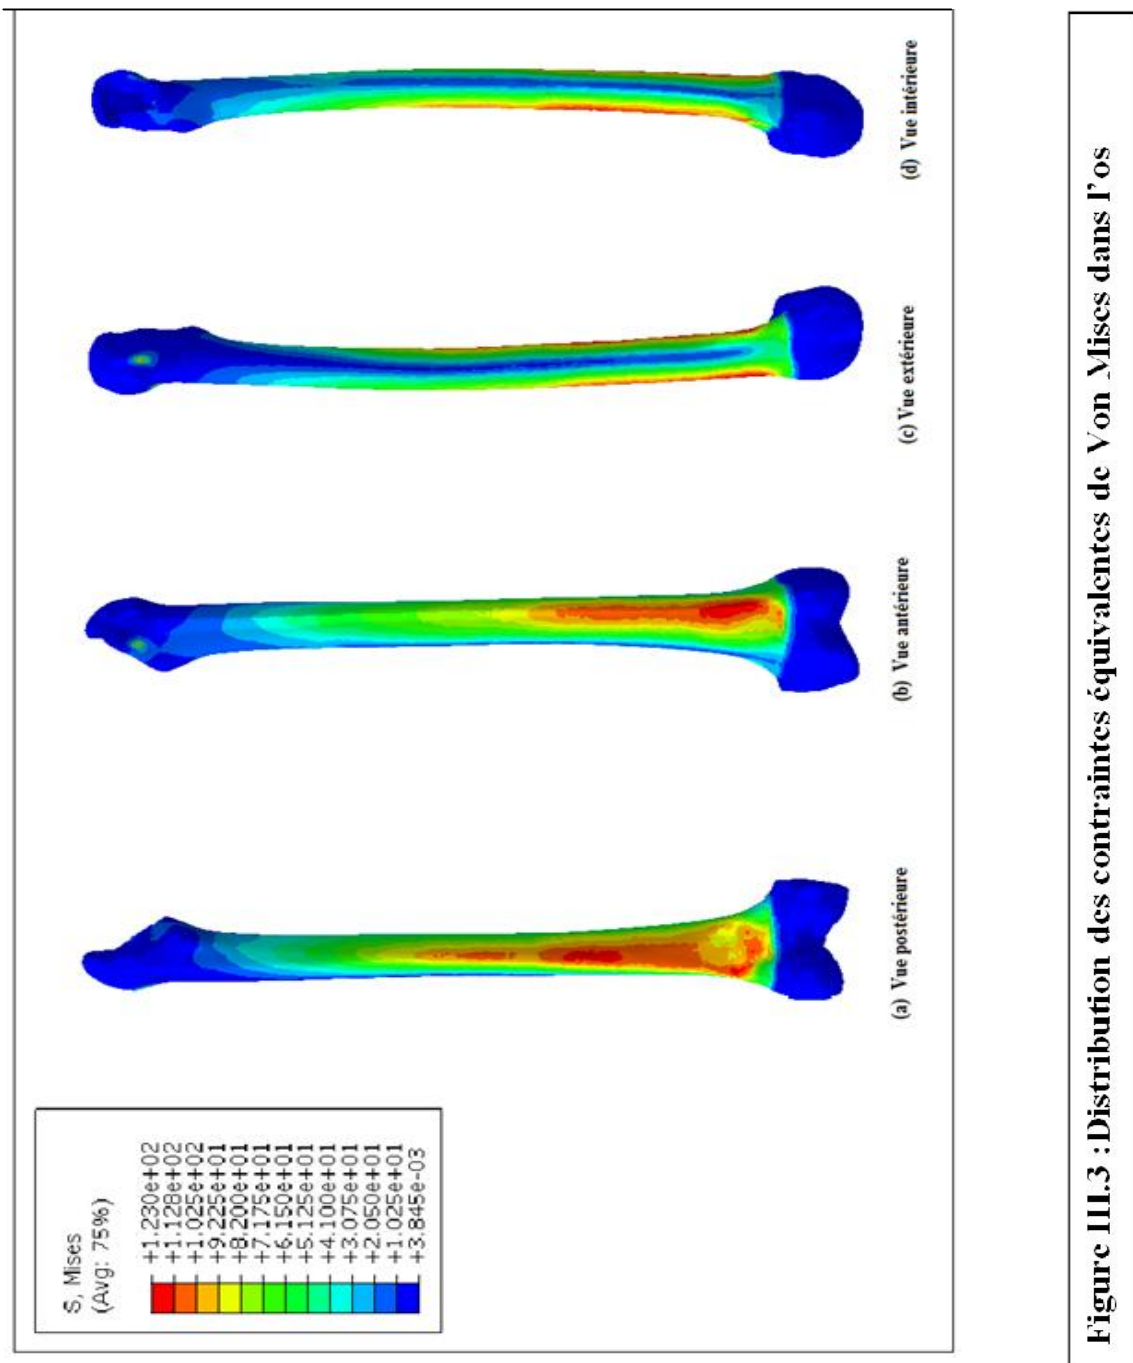 S, Mises
(Avg: 75%)
+1.230e+02
+1.128e+02
+1.025e+02
+9.225e+01
+8.200e+01
+7.175e+01
+6.150e+01
+5.125e+01
+4.100e+01
+3.075e+01
+2.050e+01
+1.025e+01
+3.845e-03
(a) Vue postérieure
(b) Vue antérieure
(c) Vue extérieure
(d) Vue intérieure
Figure III.3 :Distribution des contraintes équivalentes de Von Mises dans l'os